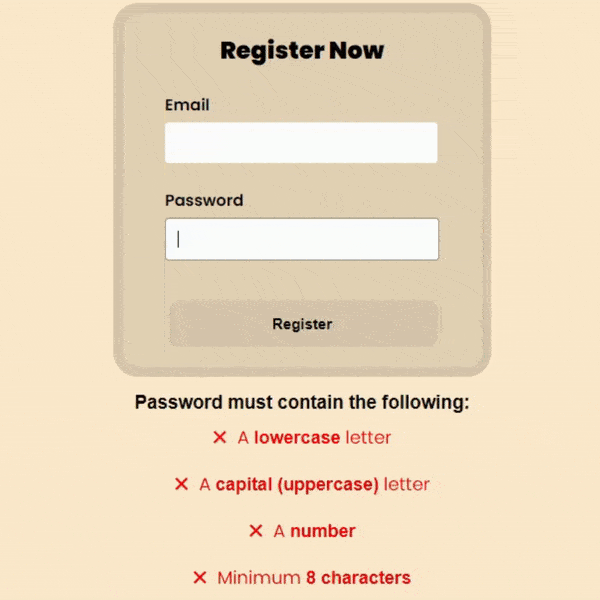 Register Now
Email
Password
Register
Password must contain the following:
✕ A lowercase letter
✕ A capital (uppercase) letter
✕ A number
✕ Minimum 8 characters